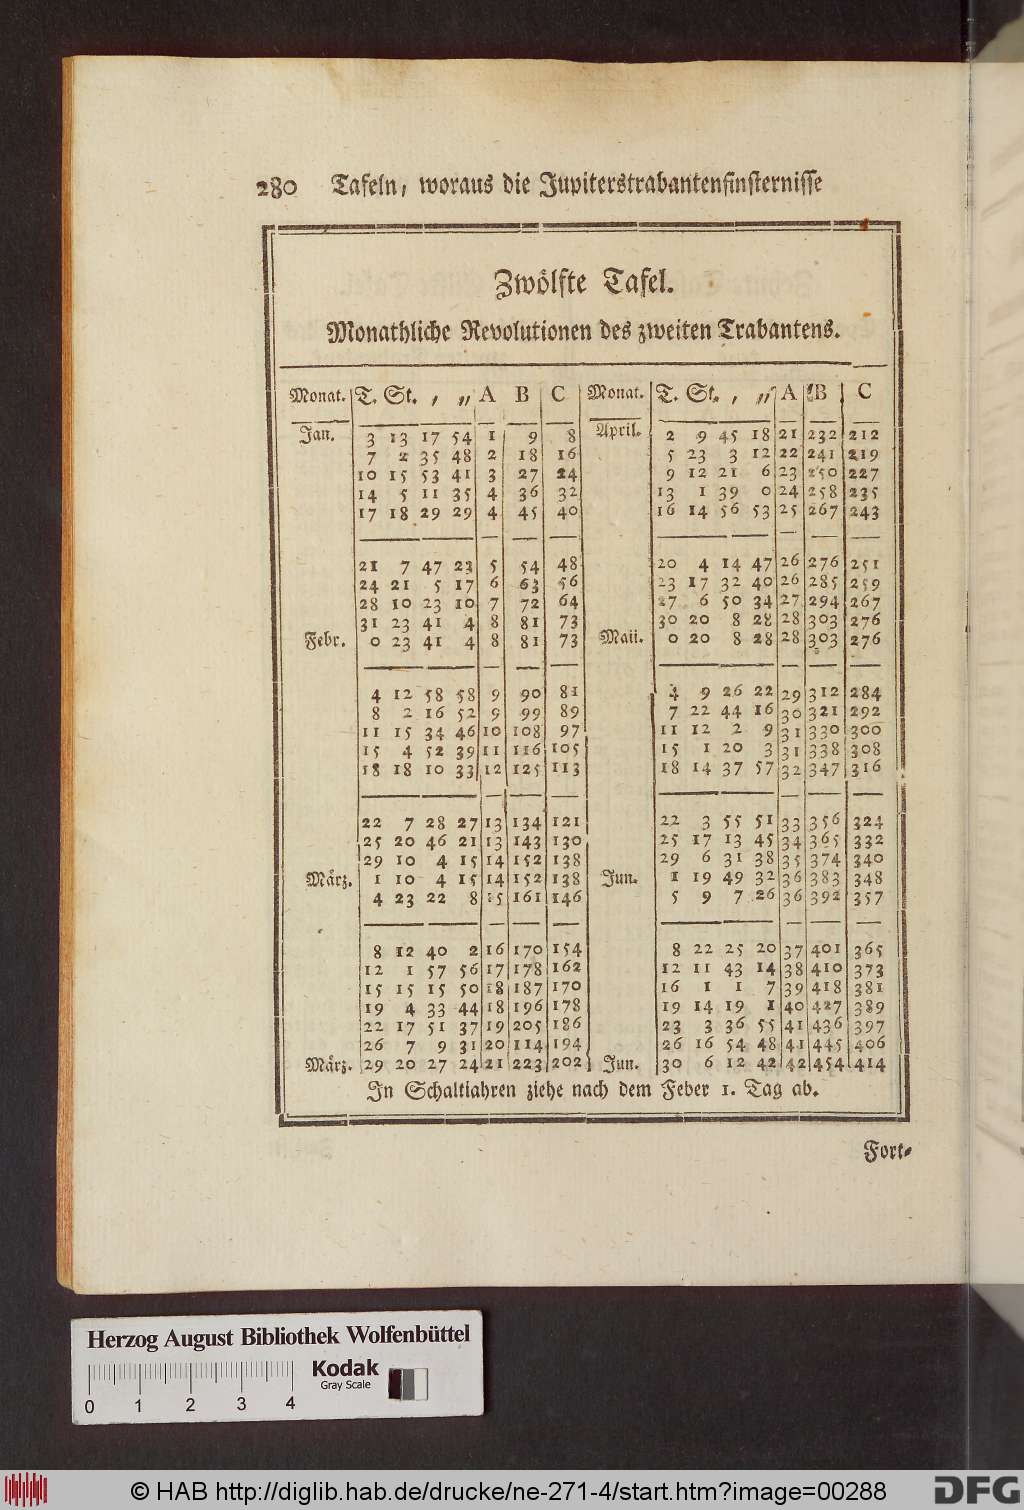 280 Tafeln, woraus die Jupiterstrabantenfinsternisse
Zwölfte Tafel.
Monathliche Revolutionen des zweiten Trabantens.
Monat. T. St. , ,, A B C Monat. T. St. , ,, A B C
Jan. 3 13 17 54 1 9 8 April. 2 9 45 18 21 232 212
7 2 35 48 2 18 16 5 23 3 12 22 241 219
10 15 53 41 3 27 24 9 12 21 6 23 250 227
14 5 11 35 4 36 32 13 1 39 0 24 258 235
17 18 29 29 4 45 40 16 14 56 53 25 267 243
21 7 47 23 5 54 48 20 4 14 47 26 276 251
24 21 5 17 6 63 56 23 17 32 40 26 285 259
28 10 23 10 7 72 64 27 6 50 34 27 294 267
31 23 41 4 8 81 73 30 20 8 28 28 303 276
Febr. 0 23 41 4 8 81 73 Maii. 0 20 8 28 28 303 276
4 12 58 58 9 90 81 4 9 26 22 29 312 284
8 2 16 52 9 99 89 7 22 44 16 30 321 292
11 15 34 46 10 108 97 11 12 2 9 31 330 300
15 4 52 39 11 116 105 15 1 20 3 31 338 308
18 18 10 33 12 125 113 18 14 37 57 32 347 316
22 7 28 27 13 134 121 22 3 55 51 33 356 324
25 20 46 21 13 143 130 25 17 13 45 34 365 332
29 10 4 15 14 152 138 29 6 31 38 35 374 340
März. 1 10 4 15 14 152 138 Jun. 1 19 49 32 36 383 348
4 23 22 8 15 161 146 5 9 7 26 36 392 357
8 12 40 2 16 170 154 8 22 25 20 37 401 365
12 1 57 56 17 178 162 12 11 43 14 38 410 373
15 15 15 50 18 187 170 16 1 1 7 39 418 381
19 4 33 44 18 196 178 19 14 19 1 40 427 389
22 17 51 37 19 205 186 23 3 36 55 41 436 397
26 7 9 31 20 114 194 26 16 54 48 41 445 406
März. 29 20 27 24 21 223 202 Jun. 30 6 12 42 42 454 414
In Schaltiahren ziehe nach dem Feber 1. Tag ab.
Fort-
Herzog August Bibliothek Wolfenbüttel
Kodak
Gray Scale
0 1 2 3 4
© HAB http://diglib.hab.de/drucke/ne-271-4/start.htm?image=00288
DFG